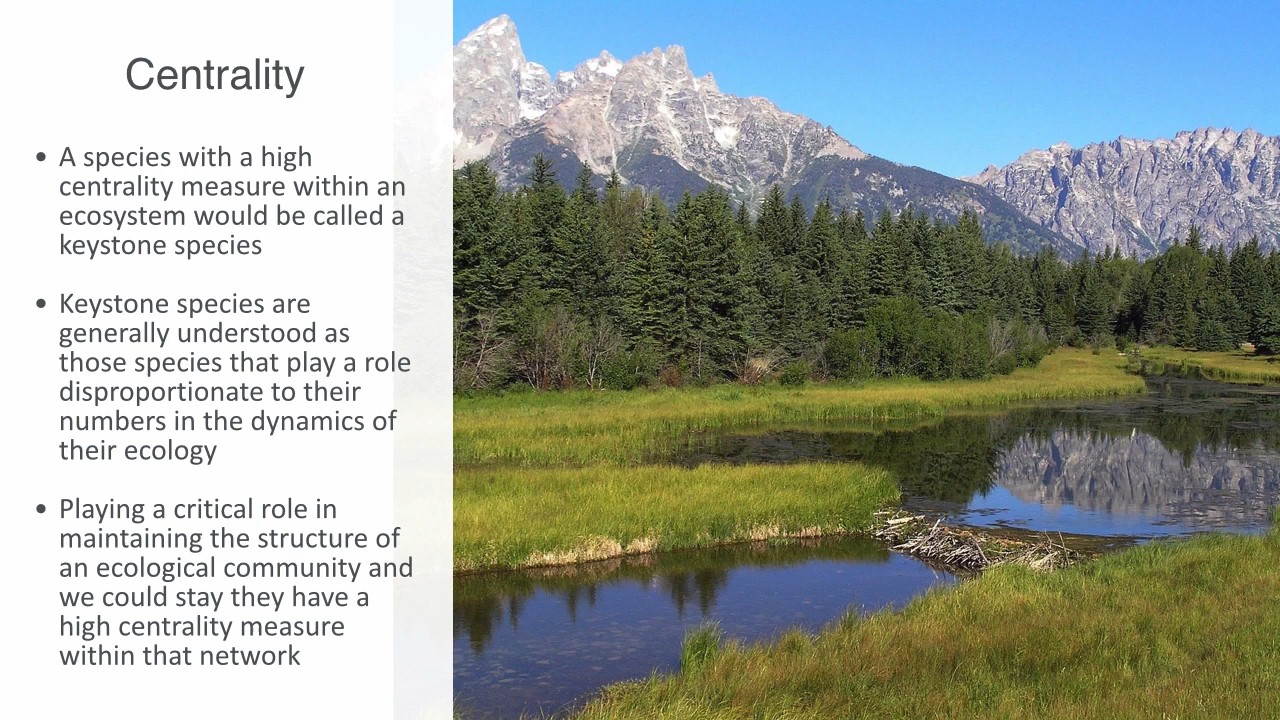 Centrality
• A species with a high
centrality measure within an
ecosystem would be called a
keystone species
• Keystone species are
generally understood as
those species that play a role
disproportionate to their
numbers in the dynamics of
their ecology
• Playing a critical role in
maintaining the structure of
an ecological community and
we could stay they have a
high centrality measure
within that network